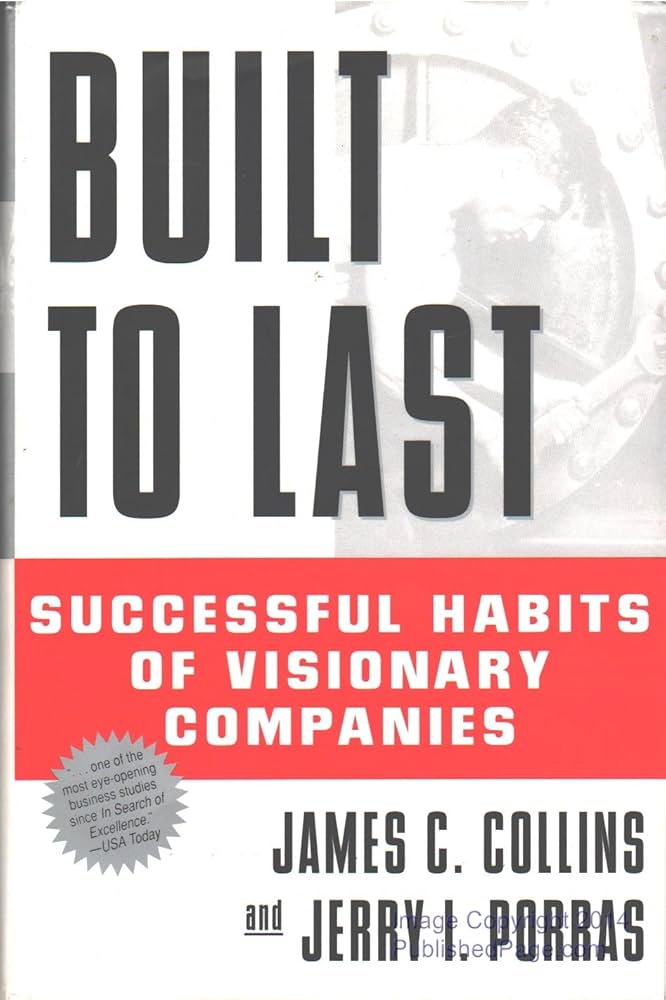 BUILT
TO LAST
SUCCESSFUL HABITS
OF VISIONARY
COMPANIES
". . . one of the
most eye-opening
business studies
since In Search of
Excellence."
—USA Today
JAMES C. COLLINS
and JERRY I. PORRAS
Image Copyright 2014
PublishedPage.com